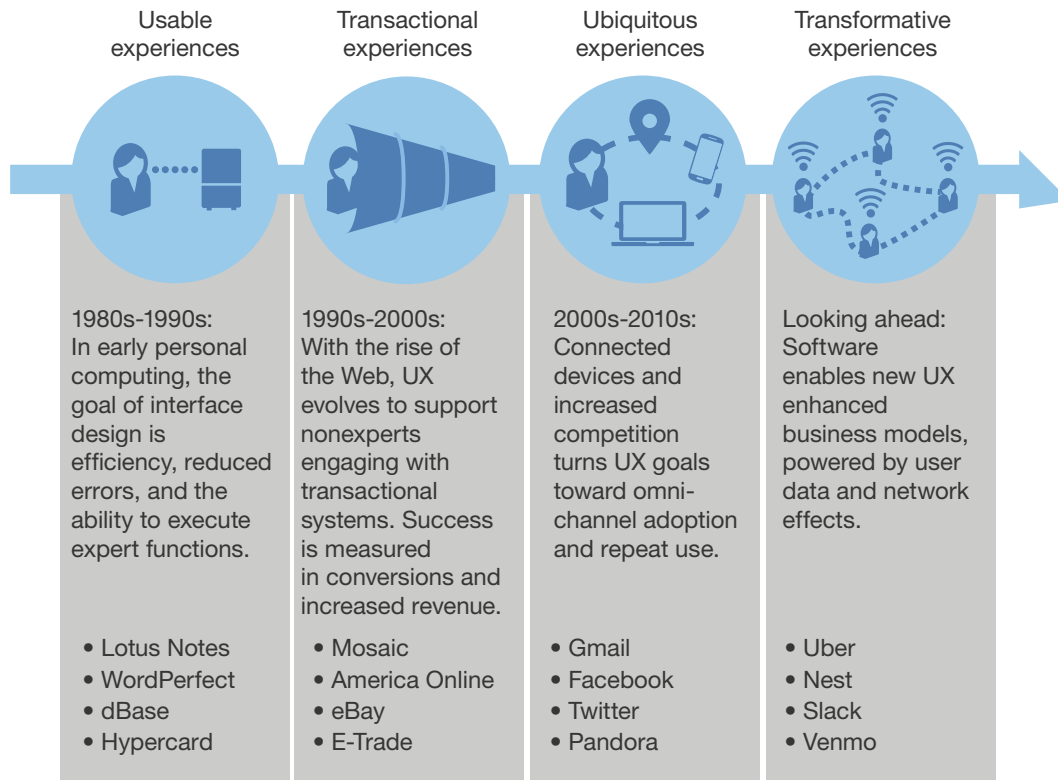 Usable
experiences
Transactional
experiences
Ubiquitous
experiences
Transformative
experiences
1980s-1990s:
In early personal
computing, the
goal of interface
design is
efficiency, reduced
errors, and the
ability to execute
expert functions.
• Lotus Notes
• WordPerfect
• dBase
• Hypercard
1990s-2000s:
With the rise of
the Web, UX
evolves to support
nonexperts
engaging with
transactional
systems. Success
is measured
in conversions and
increased revenue.
• Mosaic
• America Online
• eBay
• E-Trade
2000s-2010s:
Connected
devices and
increased
competition
turns UX goals
toward omni-
channel adoption
and repeat use.
• Gmail
• Facebook
• Twitter
• Pandora
Looking ahead:
Software
enables new UX
enhanced
business models,
powered by user
data and network
effects.
• Uber
• Nest
• Slack
• Venmo